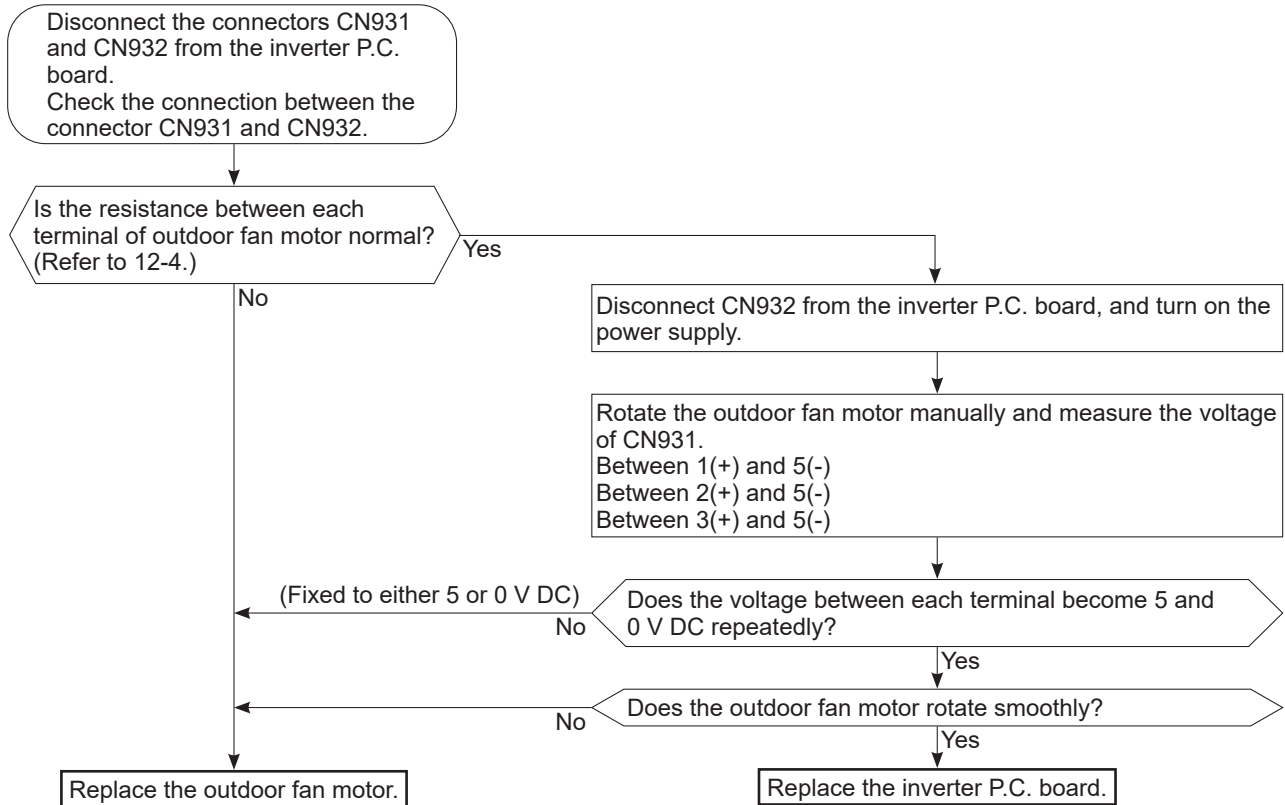 Disconnect the connectors CN931
and CN932 from the inverter P.C.
board.
Check the connection between the
connector CN931 and CN932.
Is the resistance between each
terminal of outdoor fan motor normal?
(Refer to 12-4.)
Yes
No
Disconnect CN932 from the inverter P.C. board, and turn on the
power supply.
Rotate the outdoor fan motor manually and measure the voltage
of CN931.
Between 1(+) and 5(-)
Between 2(+) and 5(-)
Between 3(+) and 5(-)
(Fixed to either 5 or 0 V DC)
No
Does the voltage between each terminal become 5 and
0 V DC repeatedly?
Yes
No
Does the outdoor fan motor rotate smoothly?
Yes
Replace the outdoor fan motor.
Replace the inverter P.C. board.